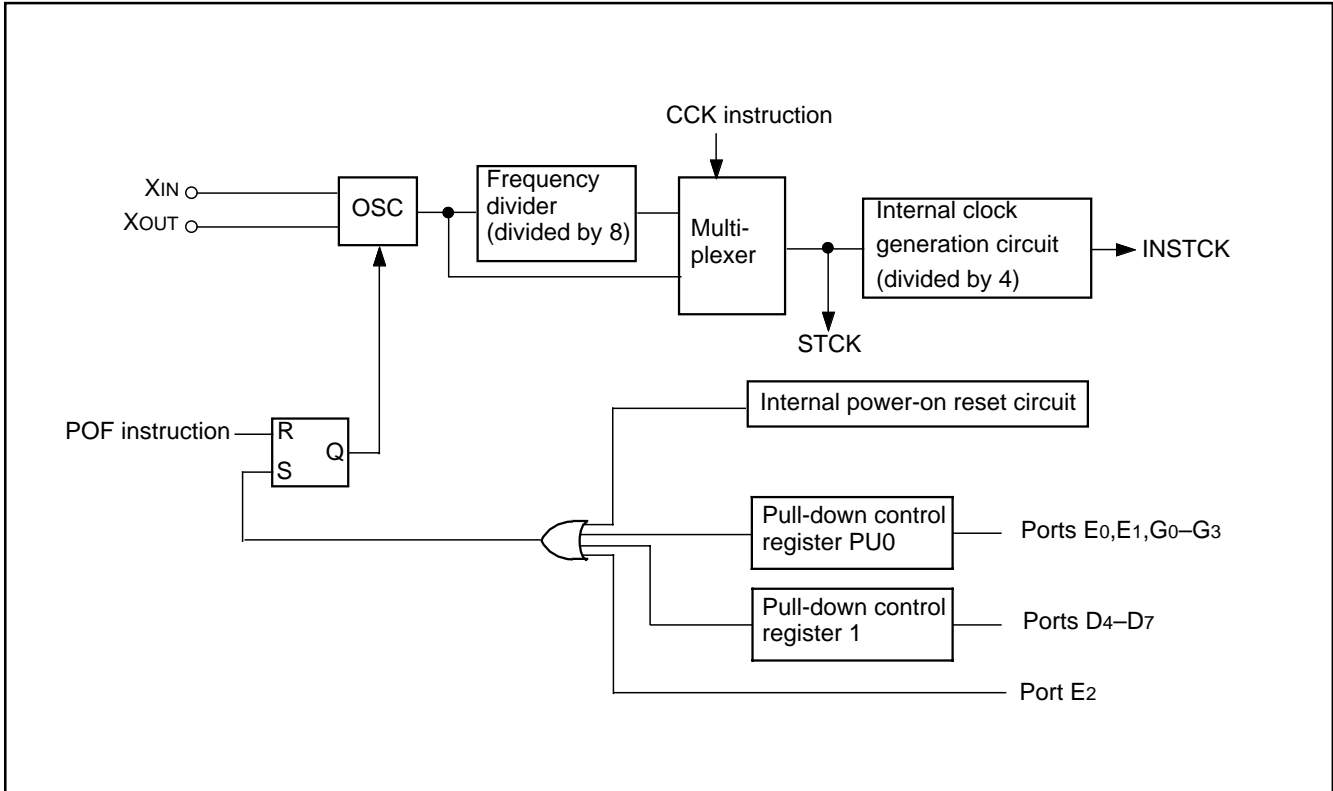 CCK instruction
XIN
XOUT
OSC
Frequency
divider
(divided by 8)
Multi-
plexer
Internal clock
generation circuit
(divided by 4)
INSTCK
STCK
POF instruction
R
S
Q
Internal power-on reset circuit
Pull-down control
register PU0
Ports E0,E1,G0–G3
Pull-down control
register 1
Ports D4–D7
Port E2